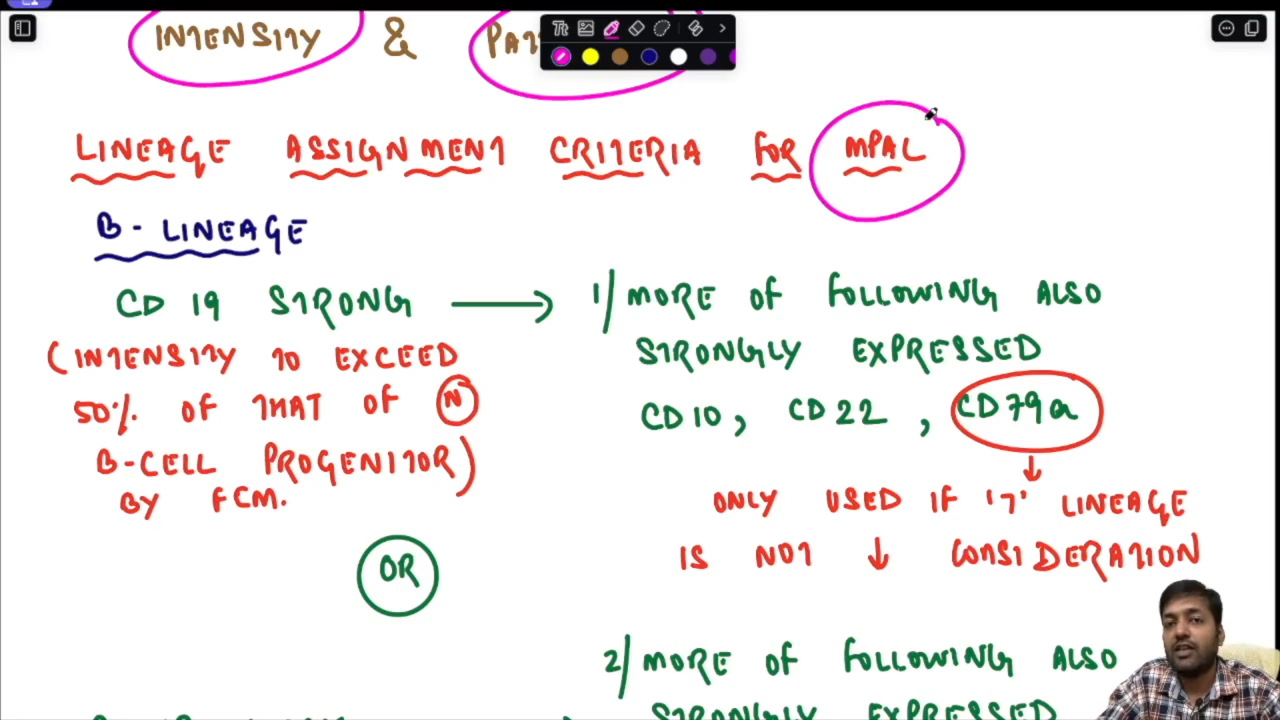 INTENSITY &
LINEAGE ASSIGNMENT CRITERIA FOR MPAL
B - LINEAGE
CD 19 STRONG → 1/ MORE OF FOLLOWING ALSO
STRONGLY EXPRESSED
(INTENSITY TO EXCEED
50% OF THAT OF N
B-CELL PROGENITOR)
BY FCM.
CD10, CD22, CD79a
↓
ONLY USED IF 'T' LINEAGE
IS NOT ↓ CONSIDERATION
OR
2/ MORE OF FOLLOWING ALSO
STRONGLY EXPRESSED